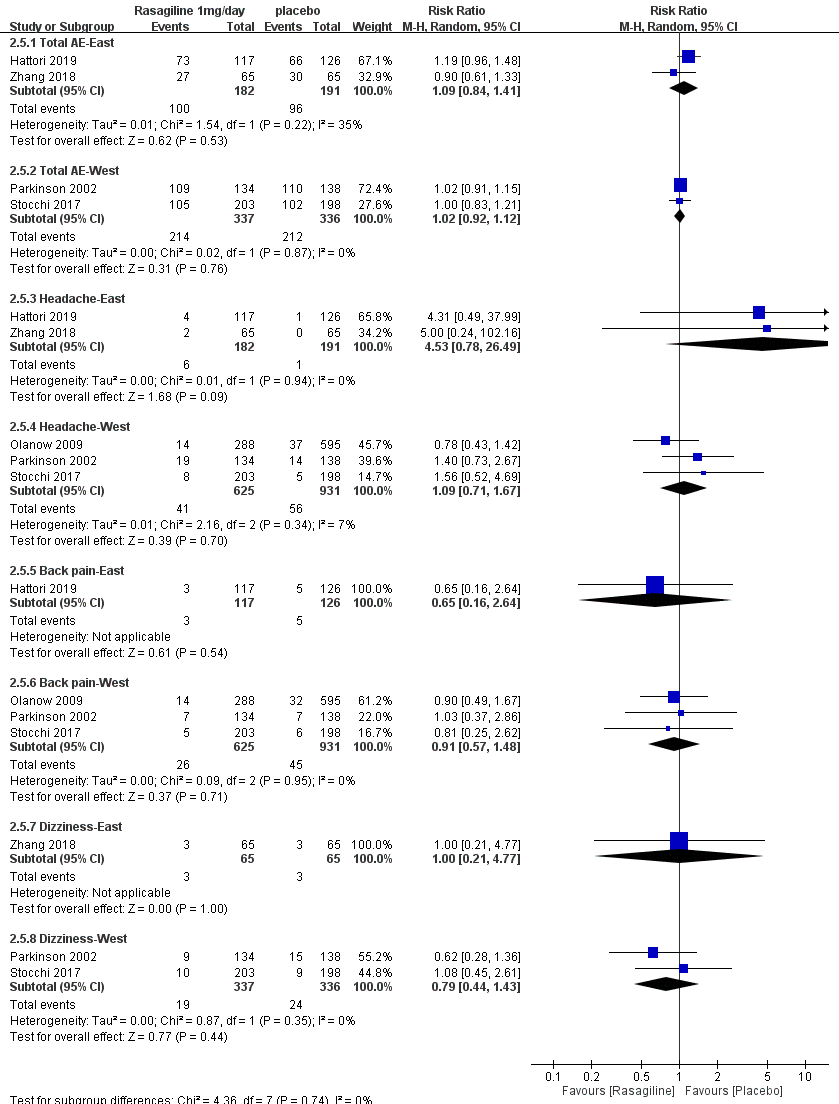 Rasagiline 1mg/day placebo Risk Ratio Risk Ratio
Study or Subgroup Events Total Events Total Weight M-H, Random, 95% CI M-H, Random, 95% CI
2.5.1 Total AE-East
Hattori 2019 73 117 66 126 67.1% 1.19 [0.96, 1.48]
Zhang 2018 27 65 30 65 32.9% 0.90 [0.61, 1.33]
Subtotal (95% CI) 182 191 100.0% 1.09 [0.84, 1.41]
Total events 100 96
Heterogeneity: Tau² = 0.01; Chi² = 1.54, df = 1 (P = 0.22); I² = 35%
Test for overall effect: Z = 0.62 (P = 0.53)
2.5.2 Total AE-West
Parkinson 2002 109 134 110 138 72.4% 1.02 [0.91, 1.15]
Stocchi 2017 105 203 102 198 27.6% 1.00 [0.83, 1.21]
Subtotal (95% CI) 337 336 100.0% 1.02 [0.92, 1.12]
Total events 214 212
Heterogeneity: Tau² = 0.00; Chi² = 0.02, df = 1 (P = 0.87); I² = 0%
Test for overall effect: Z = 0.31 (P = 0.76)
2.5.3 Headache-East
Hattori 2019 4 117 1 126 65.8% 4.31 [0.49, 37.99]
Zhang 2018 2 65 0 65 34.2% 5.00 [0.24, 102.16]
Subtotal (95% CI) 182 191 100.0% 4.53 [0.78, 26.49]
Total events 6 1
Heterogeneity: Tau² = 0.00; Chi² = 0.01, df = 1 (P = 0.94); I² = 0%
Test for overall effect: Z = 1.68 (P = 0.09)
2.5.4 Headache-West
Olanow 2009 14 288 37 595 45.7% 0.78 [0.43, 1.42]
Parkinson 2002 19 134 14 138 39.6% 1.40 [0.73, 2.67]
Stocchi 2017 8 203 5 198 14.7% 1.56 [0.52, 4.69]
Subtotal (95% CI) 625 931 100.0% 1.09 [0.71, 1.67]
Total events 41 56
Heterogeneity: Tau² = 0.01; Chi² = 2.16, df = 2 (P = 0.34); I² = 7%
Test for overall effect: Z = 0.39 (P = 0.70)
2.5.5 Back pain-East
Hattori 2019 3 117 5 126 100.0% 0.65 [0.16, 2.64]
Subtotal (95% CI) 117 126 100.0% 0.65 [0.16, 2.64]
Total events 3 5
Heterogeneity: Not applicable
Test for overall effect: Z = 0.61 (P = 0.54)
2.5.6 Back pain-West
Olanow 2009 14 288 32 595 61.2% 0.90 [0.49, 1.67]
Parkinson 2002 7 134 7 138 22.0% 1.03 [0.37, 2.86]
Stocchi 2017 5 203 6 198 16.7% 0.81 [0.25, 2.62]
Subtotal (95% CI) 625 931 100.0% 0.91 [0.57, 1.48]
Total events 26 45
Heterogeneity: Tau² = 0.00; Chi² = 0.09, df = 2 (P = 0.95); I² = 0%
Test for overall effect: Z = 0.37 (P = 0.71)
2.5.7 Dizziness-East
Zhang 2018 3 65 3 65 100.0% 1.00 [0.21, 4.77]
Subtotal (95% CI) 65 65 100.0% 1.00 [0.21, 4.77]
Total events 3 3
Heterogeneity: Not applicable
Test for overall effect: Z = 0.00 (P = 1.00)
2.5.8 Dizziness-West
Parkinson 2002 9 134 15 138 55.2% 0.62 [0.28, 1.36]
Stocchi 2017 10 203 9 198 44.8% 1.08 [0.45, 2.61]
Subtotal (95% CI) 337 336 100.0% 0.79 [0.44, 1.43]
Total events 19 24
Heterogeneity: Tau² = 0.00; Chi² = 0.87, df = 1 (P = 0.35); I² = 0%
Test for overall effect: Z = 0.77 (P = 0.44)
0.1 0.2 0.5 1 2 5 10
Favours [Rasagiline] Favours [Placebo]
Test for subgroup differences: Chi² = 4.36, df = 7 (P = 0.74), I² = 0%